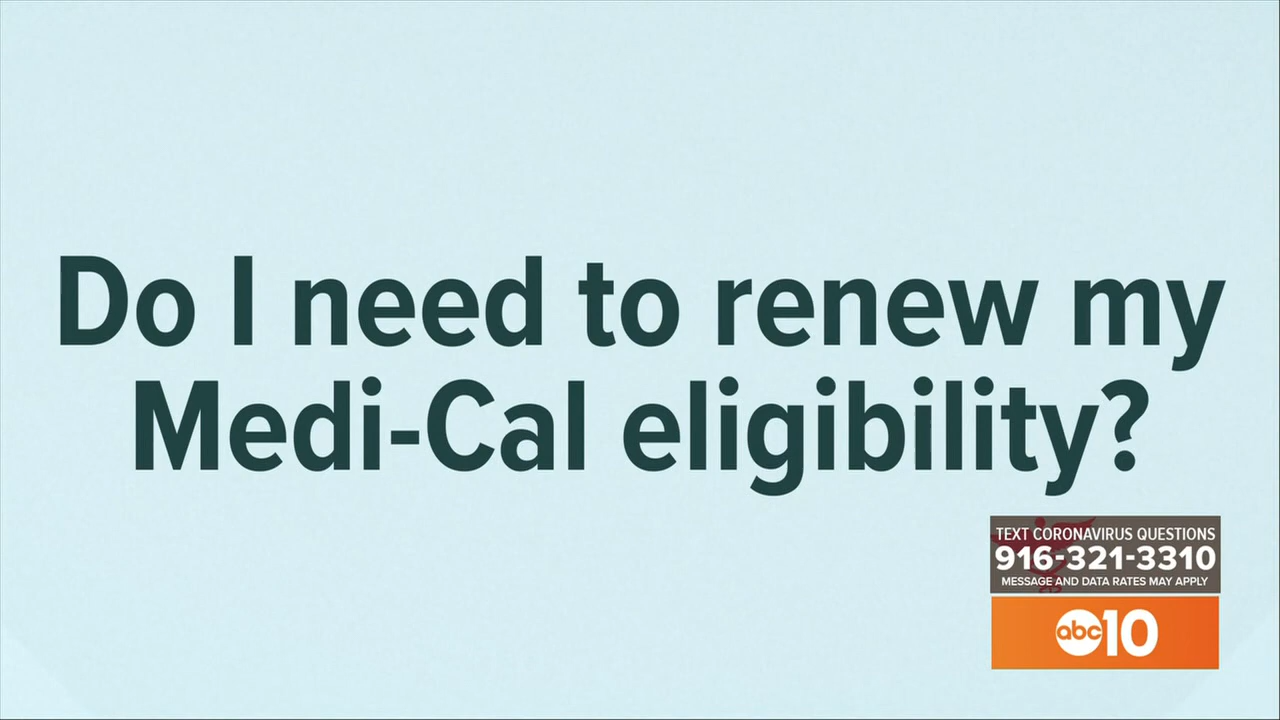 Do I need to renew my
Medi-Cal eligibility?
TEXT CORONAVIRUS QUESTIONS
916-321-3310
MESSAGE AND DATA RATES MAY APPLY
abc10